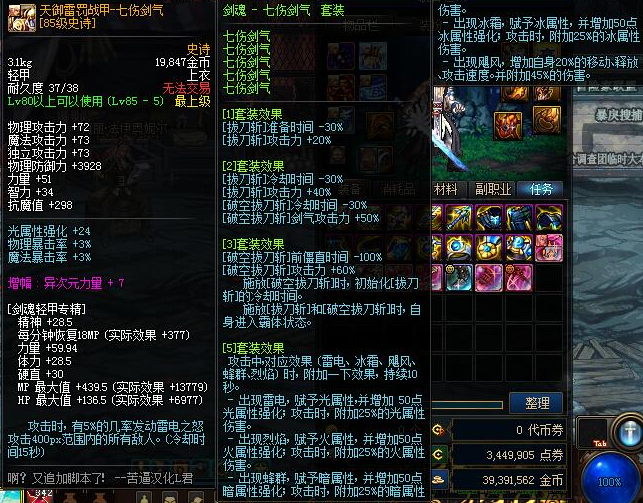 天御雷罚战甲-七伤剑气
[85级史诗]
史诗
3.1kg 19,847金币
轻甲 上衣
耐久度 37/38 无法交易
Lv80以上可以使用 (Lv85 - 5) 最上级
物理攻击力 +72
魔法攻击力 +73
独立攻击力 +73
物理防御力 +3928
力量 +51
智力 +34
抗魔值 +298
光属性强化 +24
物理暴击率 +3%
魔法暴击率 +3%
增幅：异次元力量 + 7
[剑魂轻甲专精]
精神 +28.5
每分钟恢复18MP (实际效果 +377)
力量 +59.94
体力 +28.5
硬直 +30
MP 最大值 +439.5 (实际效果 +13779)
HP 最大值 +136.5 (实际效果 +6977)
攻击时，有5%的几率发动雷电之怒
攻击400px范围内的所有敌人。(冷却时
间15秒)
啊？又追加脚本了！--苦逼汉化L君
342
剑魂 - 七伤剑气 套装
七伤剑气
七伤剑气
七伤剑气
七伤剑气
七伤剑气
[1]套装效果
[拔刀斩]准备时间 -30%
[拔刀斩]攻击力 +20%
[2]套装效果
[拔刀斩]冷却时间 -30%
[拔刀斩]攻击力 +40%
[破空拔刀斩]冷却时间 -30%
[破空拔刀斩]剑气攻击力 +50%
[3]套装效果
[破空拔刀斩]前僵直时间 -100%
[破空拔刀斩]攻击力 +60%
施放[破空拔刀斩]时，初始化[拔刀
斩]的冷却时间。
施放[拔刀斩]和[破空拔刀斩]时，自
身进入霸体状态。
[5]套装效果
攻击中,对应效果 (雷电、冰霜、飓风、
蜂群,烈焰) 时，附加一下效果，持续10
秒。
- 出现雷电，赋予光属性，并增加 50点
光属性强化；攻击时，附加25%的光属性
伤害。
- 出现烈焰，赋予火属性，并增加50点
火属性强化；攻击时，附加25%的火属性
伤害。
- 出现蜂群，赋予暗属性，并增加50点
暗属性强化；攻击时，附加25%的暗属性
伤害。
- 出现冰霜，赋予冰属性，并增加50点
冰属性强化；攻击时，附加25%的冰属性
伤害。
- 出现飓风，增加自身20%的移动、释放
、攻击速度。并附加45%的伤害。
材料 副职业 任务
整理
0 代币券
3,449,905 点券
39,391,562 金币
Tab
100%